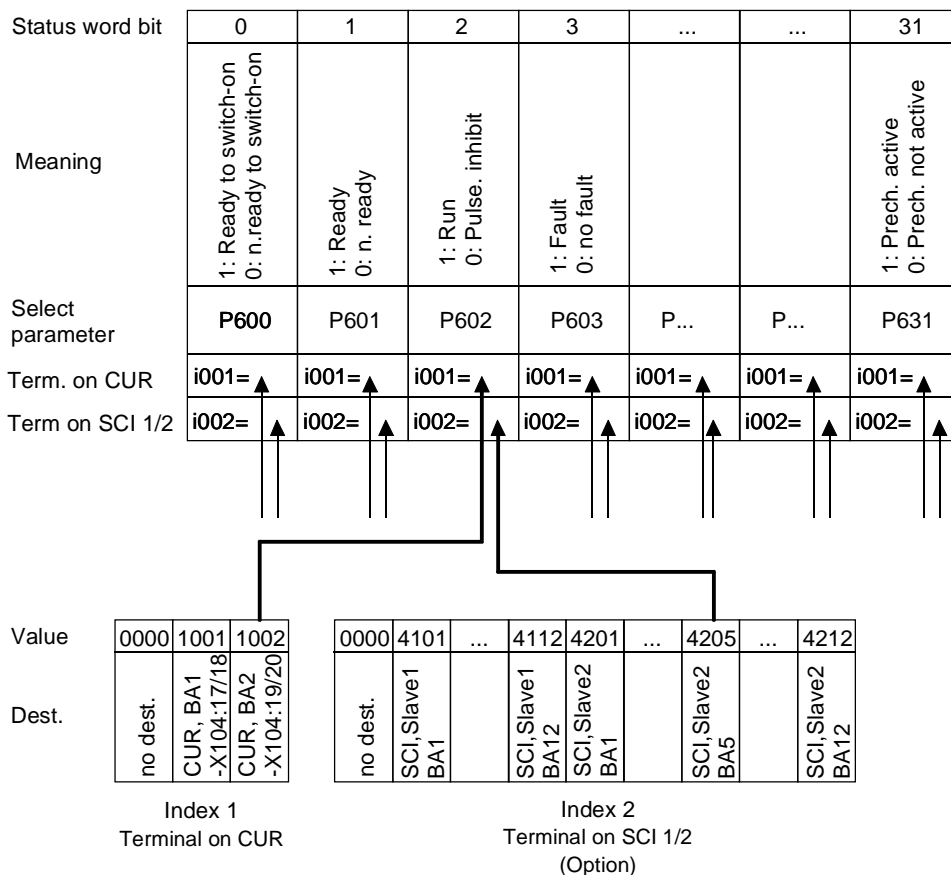 Status word bit 0 1 2 3 ... ... 31
Meaning
1: Ready to switch-on
0: n.ready to switch-on
1: Ready
0: n. ready
1: Run
0: Pulse. inhibit
1: Fault
0: no fault
1: Prech. active
0: Prech. not active
Select
parameter
P600 P601 P602 P603 P... P... P631
Term. on CUR i001= i001= i001= i001= i001= i001= i001=
Term on SCI 1/2 i002= i002= i002= i002= i002= i002= i002=
Value 0000 1001 1002 0000 4101 ... 4112 4201 ... 4205 ... 4212
Dest.
no dest.
CUR, BA1
-X104:17/18
CUR, BA2
-X104:19/20
no dest.
SCI,Slave1
BA1
SCI,Slave1
BA12
SCI,Slave2
BA1
SCI,Slave2
BA5
SCI,Slave2
BA12
Index 1
Terminal on CUR
Index 2
Terminal on SCI 1/2
(Option)